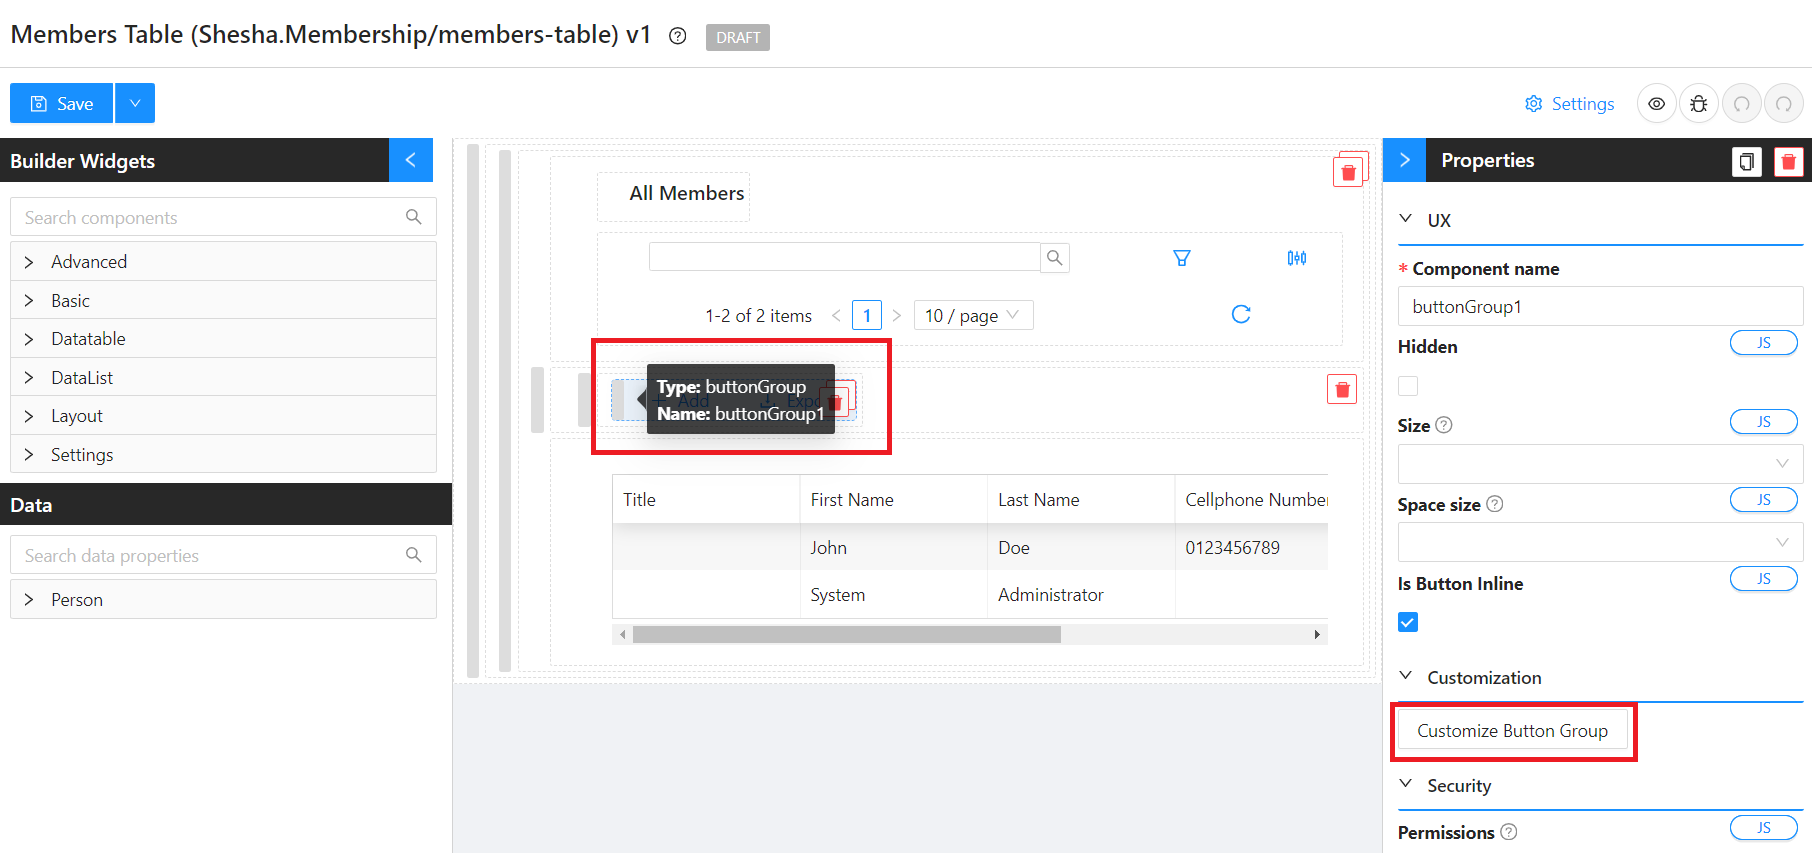 Members Table (Shesha.Membership/members-table) v1 DRAFT
Save
Settings
Builder Widgets
Search components
Advanced
Basic
Datatable
DataList
Layout
Settings
Data
Search data properties
Person
All Members
1-2 of 2 items 1 10 / page
Type: buttonGroup
Name: buttonGroup1
Add
Title First Name Last Name Cellphone Number
John Doe 0123456789
System Administrator
Properties
UX
* Component name
buttonGroup1
Hidden JS
Size JS
Space size JS
Is Button Inline JS
Customization
Customize Button Group
Security
Permissions JS